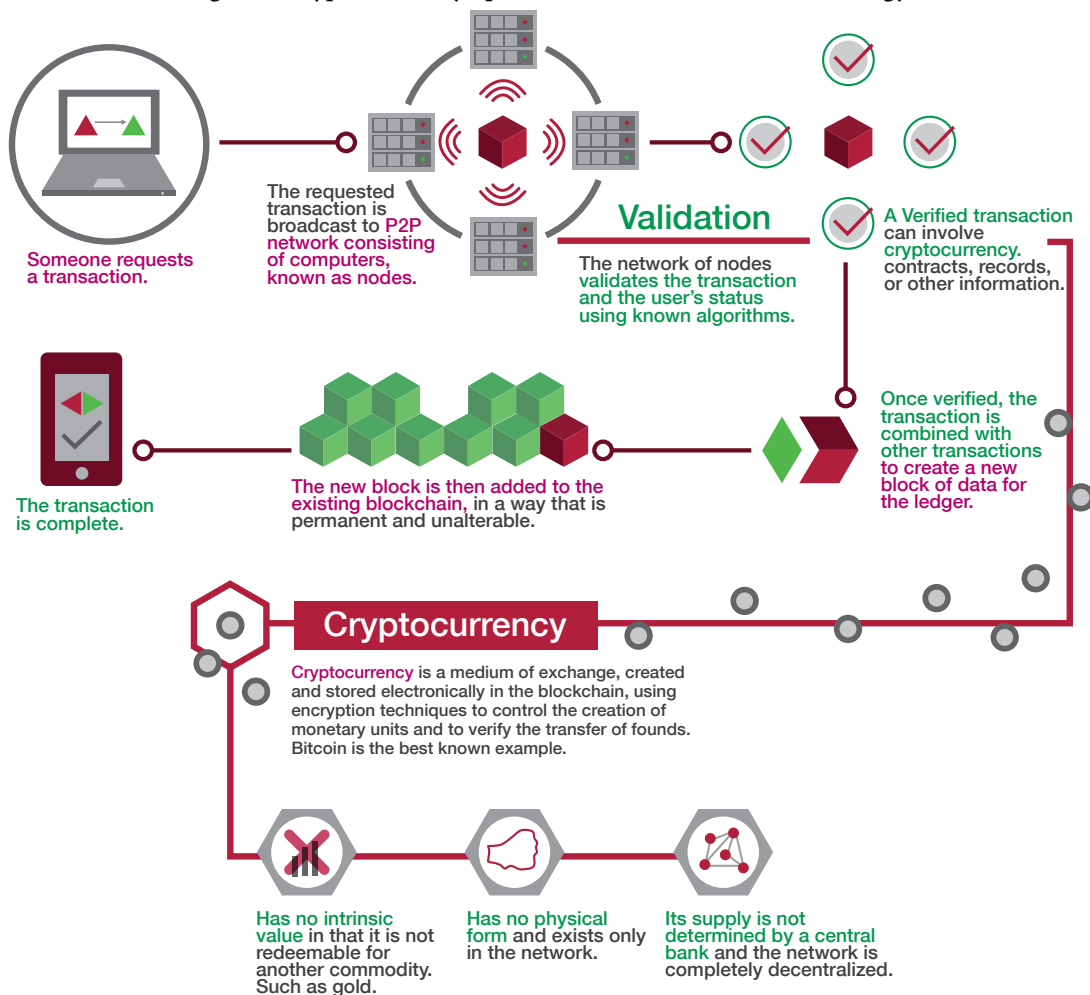 Someone requests
a transaction.
The requested
transaction is
broadcast to P2P
network consisting
of computers,
known as nodes.
Validation
The network of nodes
validates the transaction
and the user's status
using known algorithms.
A Verified transaction
can involve
cryptocurrency.
contracts, records,
or other information.
Once verified, the
transaction is
combined with
other transactions
to create a new
block of data for
the ledger.
The new block is then added to the
existing blockchain, in a way that is
permanent and unalterable.
The transaction
is complete.
Cryptocurrency
Cryptocurrency is a medium of exchange, created
and stored electronically in the blockchain, using
encryption techniques to control the creation of
monetary units and to verify the transfer of founds.
Bitcoin is the best known example.
Has no intrinsic
value in that it is not
redeemable for
another commodity.
Such as gold.
Has no physical
form and exists only
in the network.
Its supply is not
determined by a central
bank and the network is
completely decentralized.